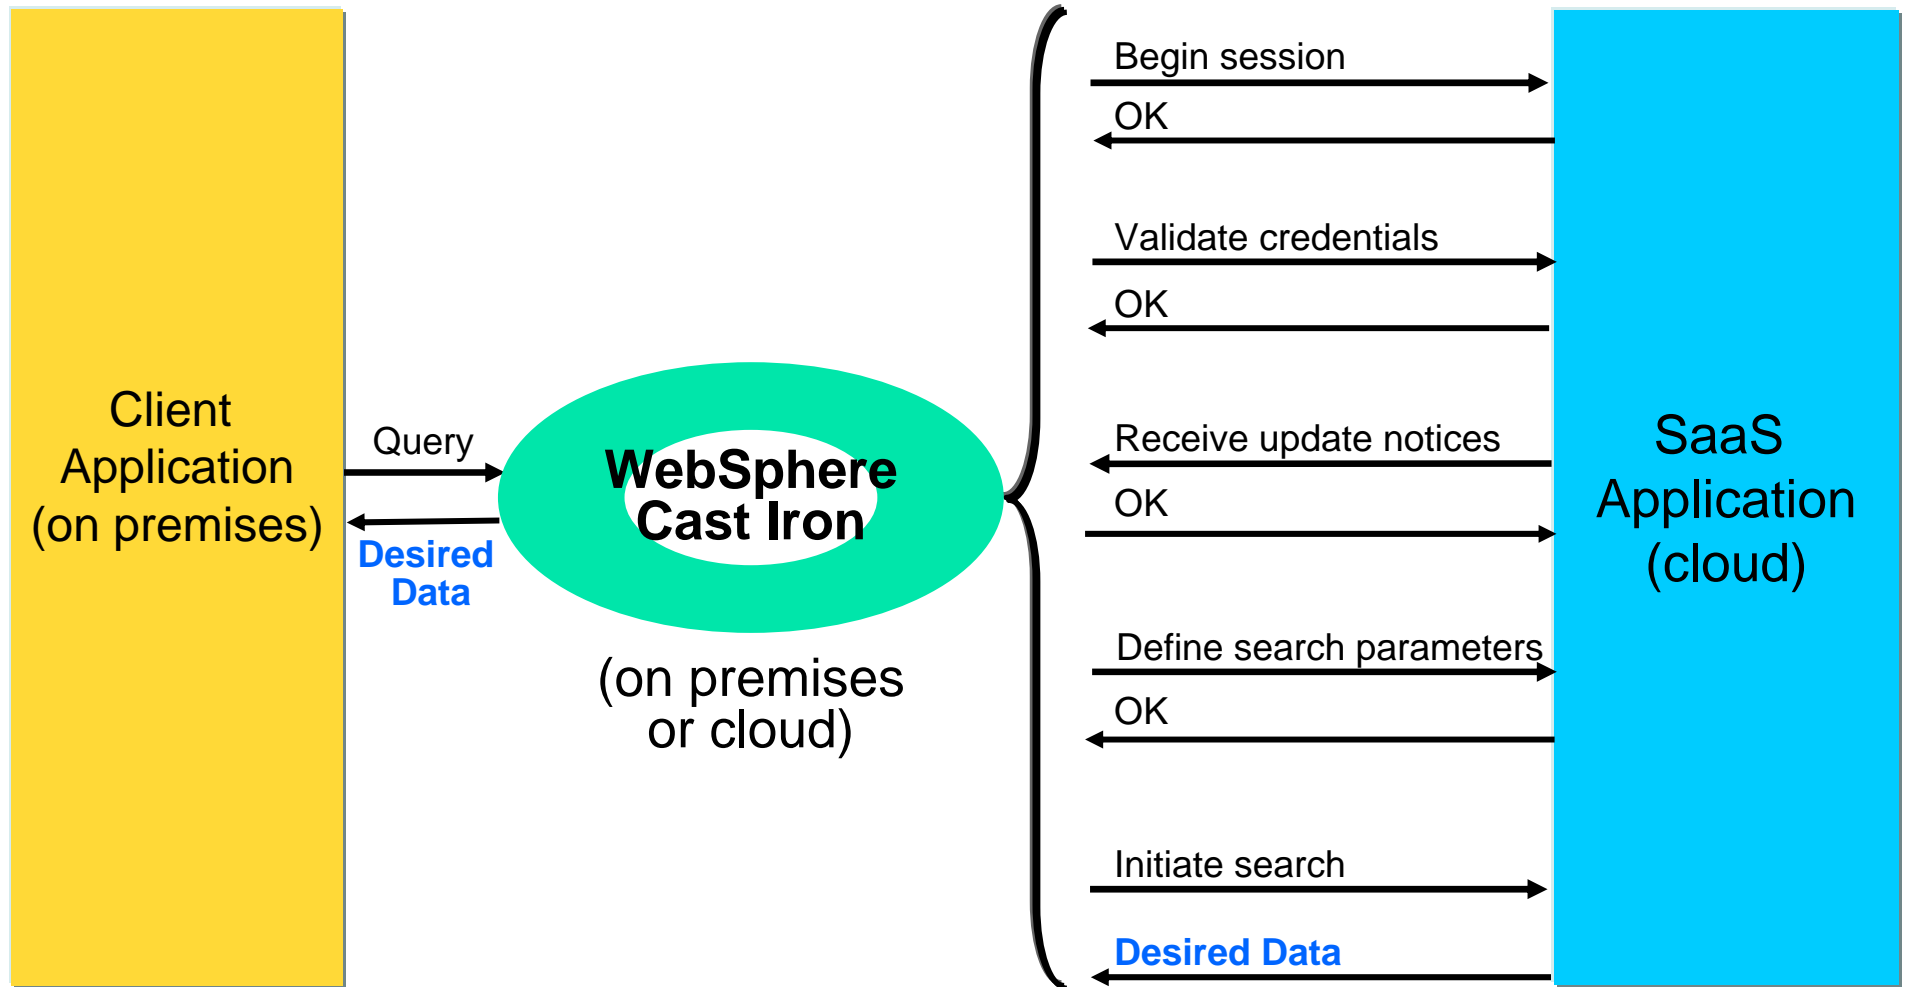 Client
Application
(on premises)
Query
Desired
Data
WebSphere
Cast Iron
(on premises
or cloud)
Begin session
OK
Validate credentials
OK
Receive update notices
OK
Define search parameters
OK
Initiate search
Desired Data
SaaS
Application
(cloud)